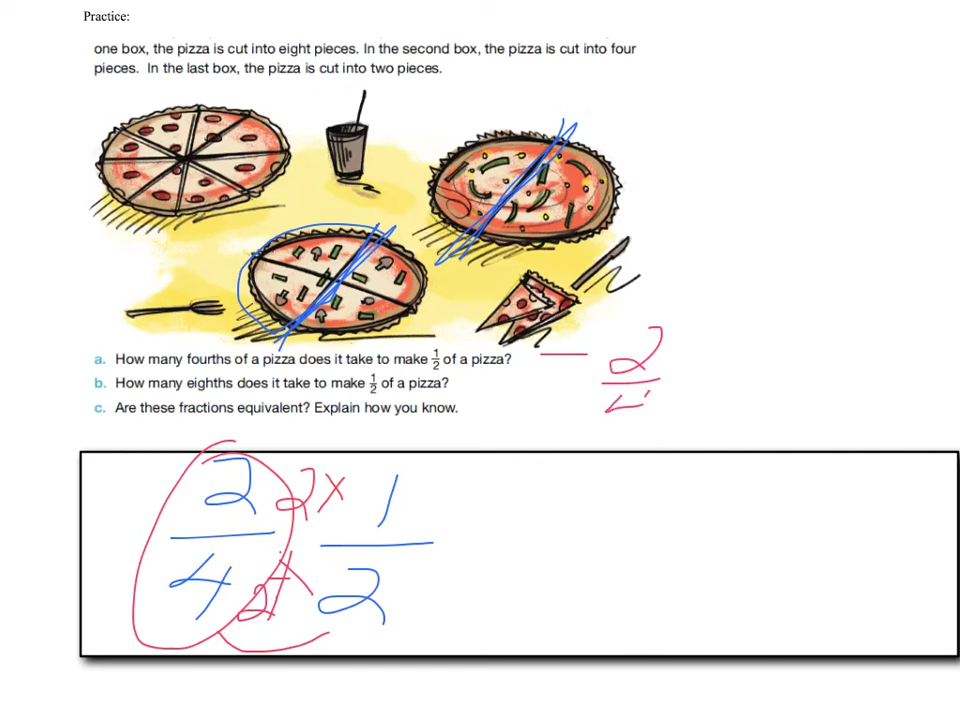 Practice:
one box, the pizza is cut into eight pieces. In the second box, the pizza is cut into four
pieces. In the last box, the pizza is cut into two pieces.
a. How many fourths of a pizza does it take to make 1/2 of a pizza?
b. How many eighths does it take to make 1/2 of a pizza?
c. Are these fractions equivalent? Explain how you know.
2
2 2x 1
4 2x 2